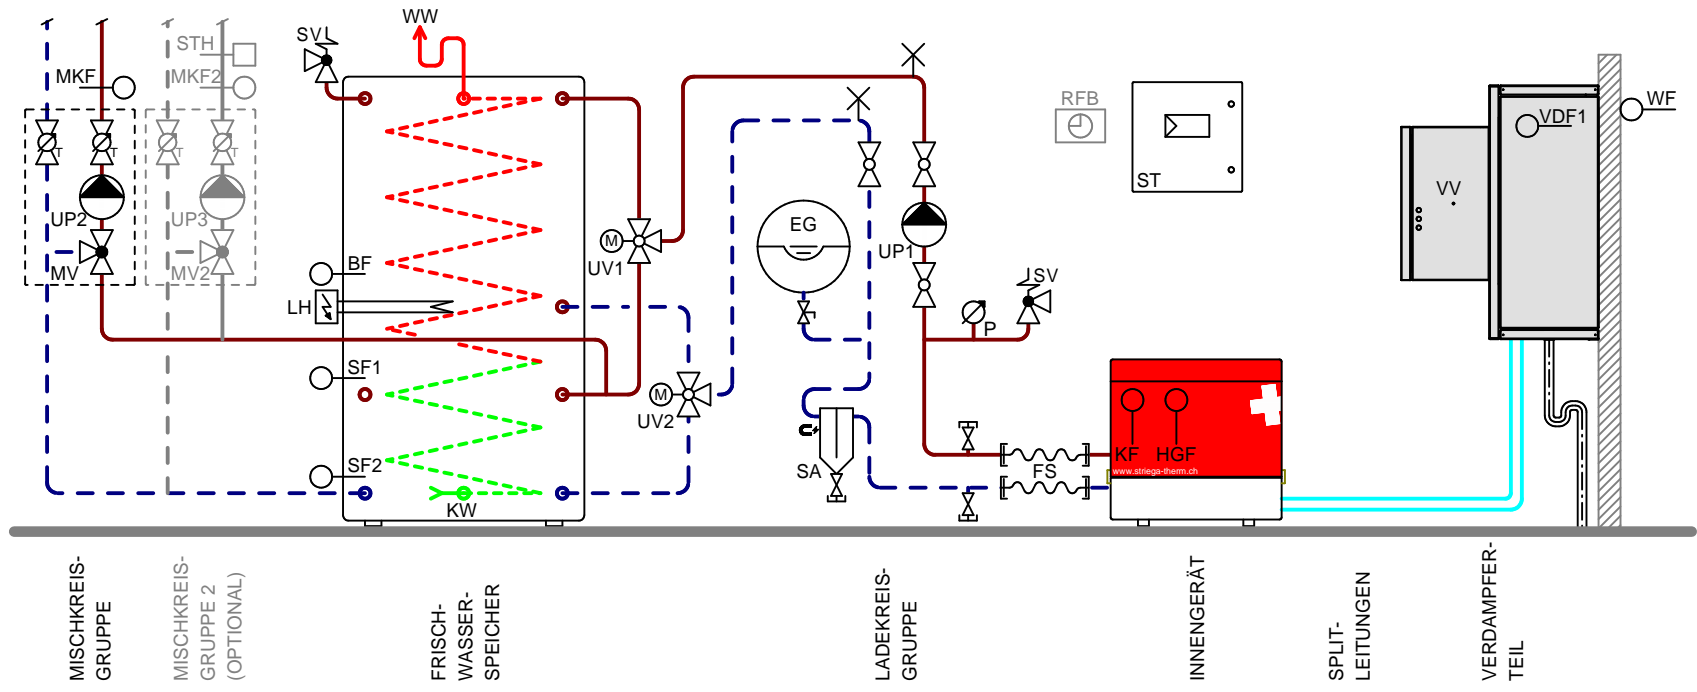 STH
MKF
MKF2
T
T
T
T
UP2
UP3
MV
MV2
SV
WW
BF
LH
SF1
SF2
KW
M
UV1
M
UV2
EG
SA
UP1
P
SV
FS
RFB
ST
KF
HGF
www.striega-therm.ch
VV
VDF1
WF
MISCHKREIS-
GRUPPE
MISCHKREIS-
GRUPPE 2
(OPTIONAL)
FRISCH-
WASSER-
SPEICHER
LADEKREIS-
GRUPPE
INNENGERÄT
SPLIT-
LEITUNGEN
VERDAMPFER-
TEIL